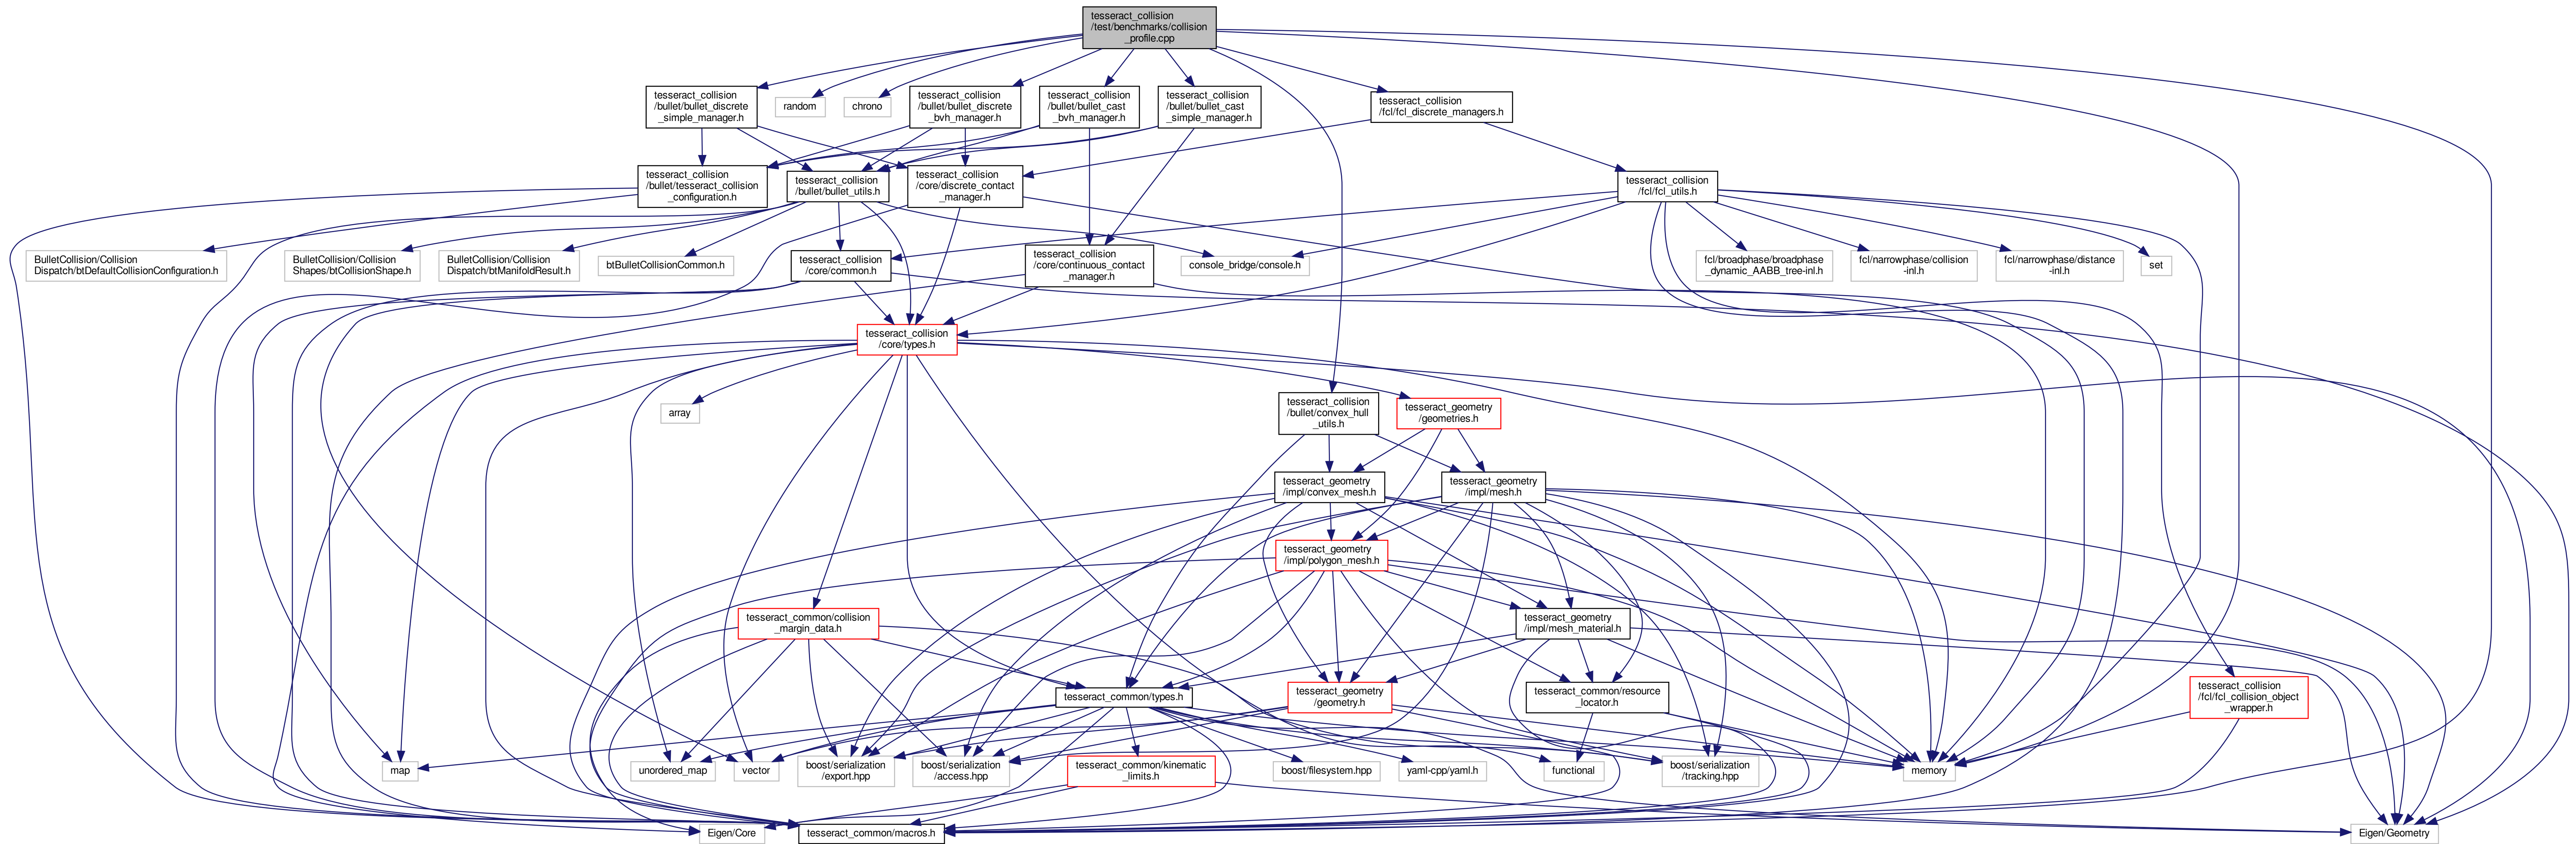 tesseract_collision
/test/benchmarks/collision
_profile.cpp
tesseract_collision
/bullet/bullet_discrete
_simple_manager.h
random
chrono
tesseract_collision
/bullet/bullet_discrete
_bvh_manager.h
tesseract_collision
/bullet/bullet_cast
_bvh_manager.h
tesseract_collision
/bullet/bullet_cast
_simple_manager.h
tesseract_collision
/fcl/fcl_discrete_managers.h
tesseract_collision
/bullet/tesseract_collision
_configuration.h
tesseract_collision
/bullet/bullet_utils.h
tesseract_collision
/core/discrete_contact
_manager.h
tesseract_collision
/fcl/fcl_utils.h
BulletCollision/Collision
Dispatch/btDefaultCollisionConfiguration.h
BulletCollision/Collision
Shapes/btCollisionShape.h
BulletCollision/Collision
Dispatch/btManifoldResult.h
btBulletCollisionCommon.h
tesseract_collision
/core/common.h
tesseract_collision
/core/continuous_contact
_manager.h
console_bridge/console.h
fcl/broadphase/broadphase
_dynamic_AABB_tree-inl.h
fcl/narrowphase/collision
-inl.h
fcl/narrowphase/distance
-inl.h
set
tesseract_collision
/core/types.h
array
tesseract_collision
/bullet/convex_hull
_utils.h
tesseract_geometry
/geometries.h
tesseract_geometry
/impl/convex_mesh.h
tesseract_geometry
/impl/mesh.h
tesseract_geometry
/impl/polygon_mesh.h
tesseract_common/collision
_margin_data.h
tesseract_geometry
/impl/mesh_material.h
tesseract_common/types.h
tesseract_geometry
/geometry.h
tesseract_common/resource
_locator.h
tesseract_collision
/fcl/fcl_collision_object
_wrapper.h
map
unordered_map
vector
boost/serialization
/export.hpp
boost/serialization
/access.hpp
tesseract_common/kinematic
_limits.h
boost/filesystem.hpp
yaml-cpp/yaml.h
functional
boost/serialization
/tracking.hpp
memory
Eigen/Core
tesseract_common/macros.h
Eigen/Geometry